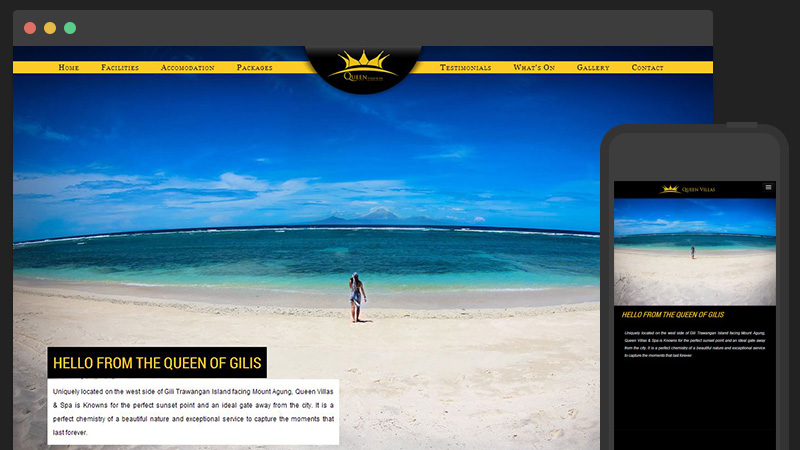 Home Facilities Accomodation Packages
Queen
Testimonials What's On Gallery Contact
HELLO FROM THE QUEEN OF GILIS
Uniquely located on the west side of Gili Trawangan Island facing Mount Agung, Queen Villas
& Spa is Knowns for the perfect sunset point and an ideal gate away from the city. It is a
perfect chemistry of a beautiful nature and exceptional service to capture the moments that
last forever.
Queen Villas
HELLO FROM THE QUEEN OF GILIS
Uniquely located on the west side of Gili Trawangan Island facing Mount Agung,
Queen Villas & Spa is Knowns for the perfect sunset point and an ideal gate away
from the city. It is a perfect chemistry of a beautiful nature and exceptional service
to capture the moments that last forever.